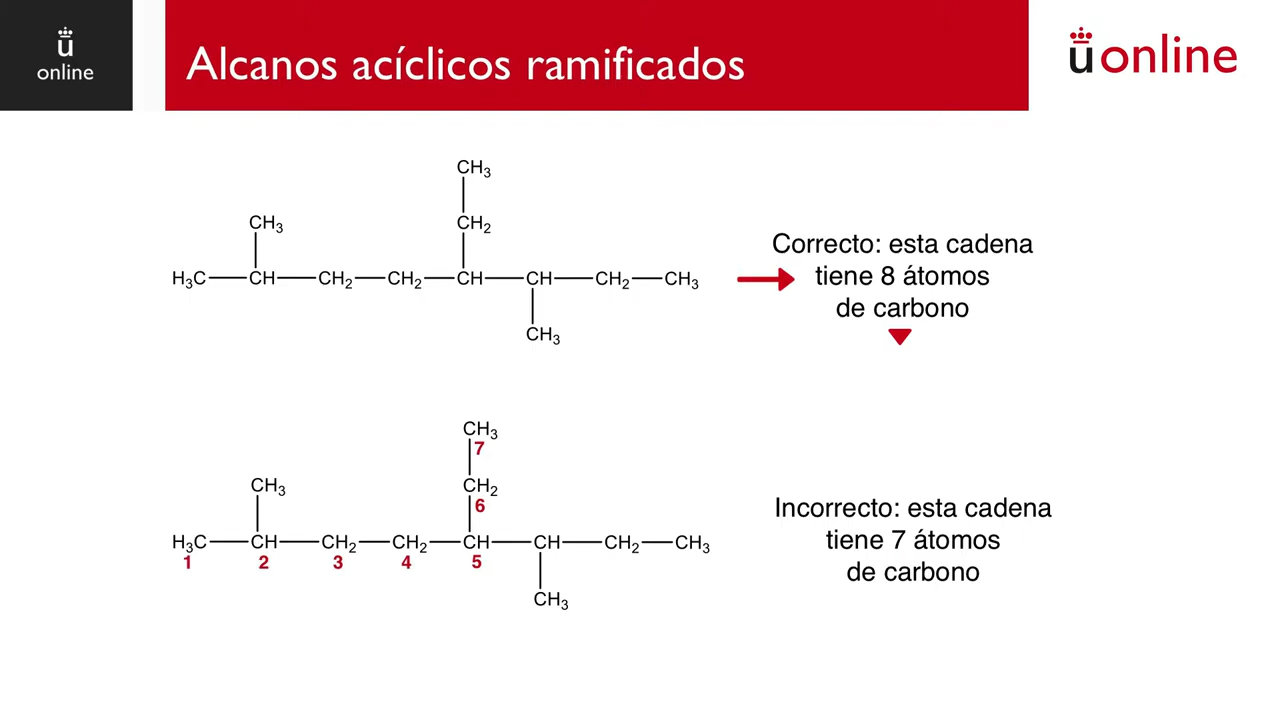 ü
online
Alcanos acíclicos ramificados
üonline
CH₃
CH₃ CH₂
H₃C CH CH₂ CH₂ CH CH CH₂ CH₃
CH₃
Correcto: esta cadena
tiene 8 átomos
de carbono
CH₃
7
CH₃ CH₂
6
H₃C CH CH₂ CH₂ CH CH CH₂ CH₃
1 2 3 4 5
CH₃
Incorrecto: esta cadena
tiene 7 átomos
de carbono